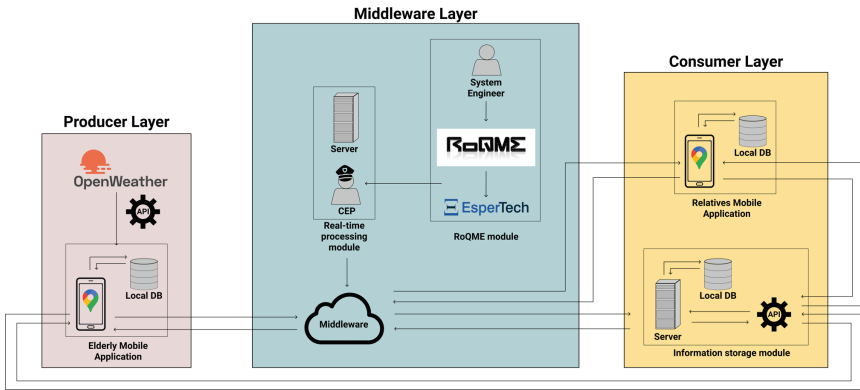 Producer Layer
OpenWeather
API
Local DB
Elderly Mobile
Application
Middleware Layer
Server
CEP
Real-time
processing
module
System
Engineer
RoQME
EsperTech
RoQME module
Middleware
Consumer Layer
Local DB
Relatives Mobile
Application
Local DB
Server
API
Information storage module